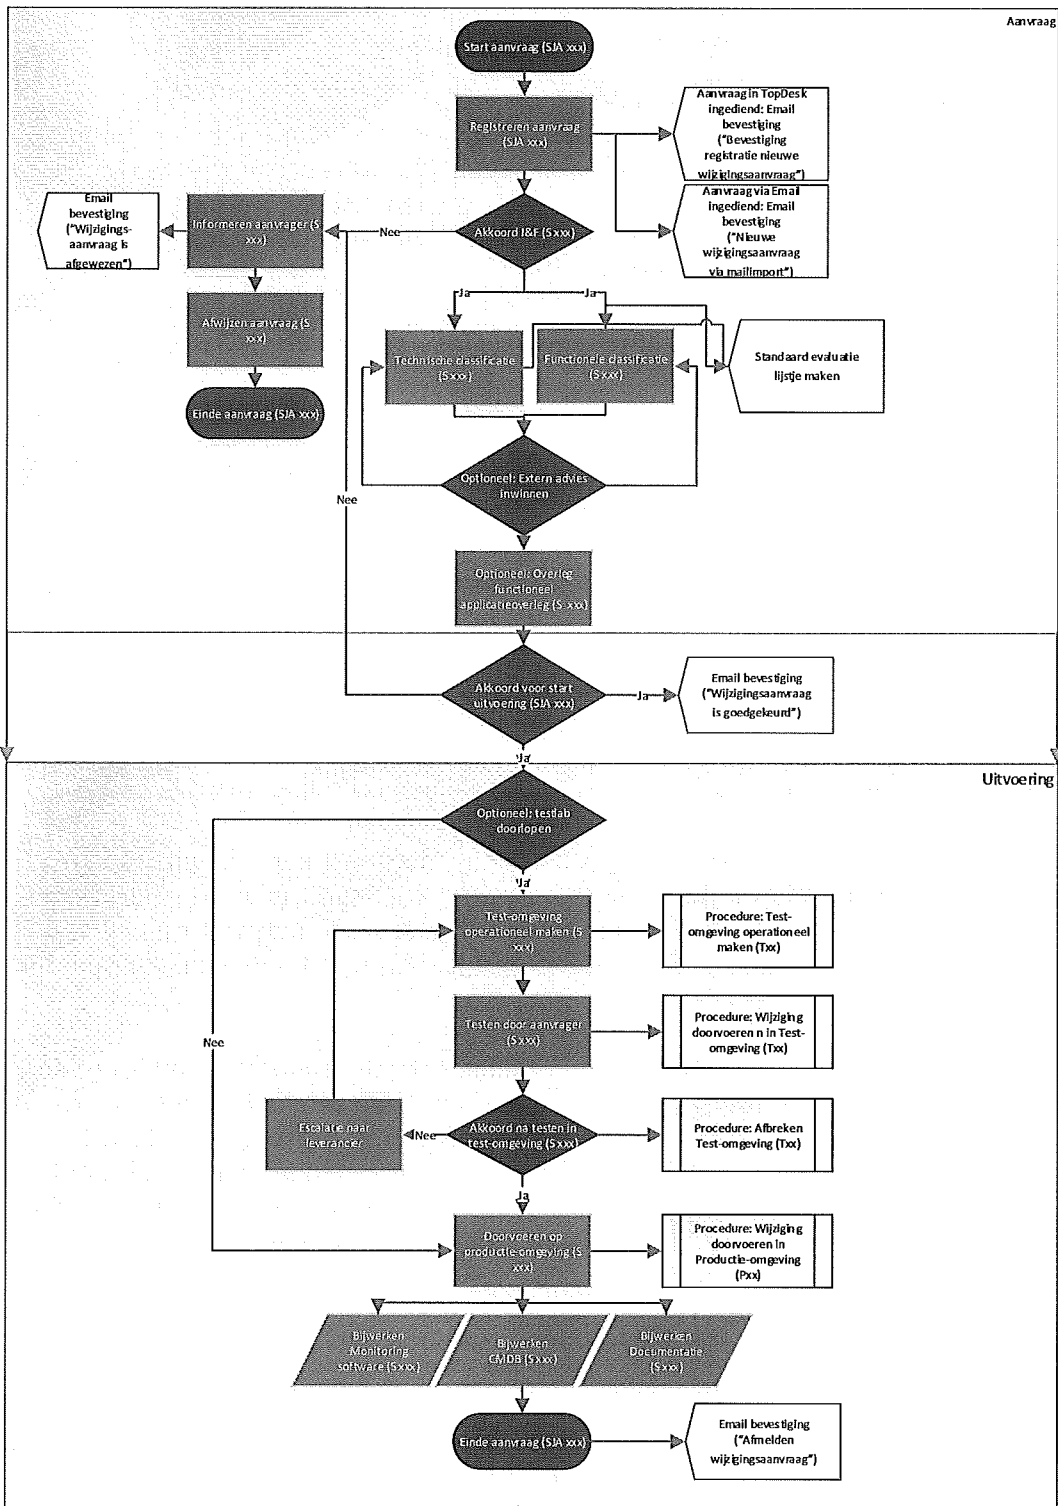 Aanvraag
Start aanvraag (SJA xxx)
Registreren aanvraag
(SJA xxx)
Aanvraag in TopDesk
ingediend: Email
bevestiging
("Bevestiging
registratie nieuwe
wijzigingsaanvraag")
Aanvraag via Email
ingediend: Email
bevestiging
("Nieuwe
wijzigingsaanvraag
via mailimport")
Akkoord I&F (Sxxx)
Nee
Informeren aanvrager (S
xxx)
Email
bevestiging
("Wijzigings-
aanvraag is
afgewezen")
Afwijzen aanvraag (S
xxx)
Einde aanvraag (SJA xxx)
Ja
Ja
Technische classificatie
(Sxxx)
Functionele classificatie
(Sxxx)
Standaard evaluatie
lijstje maken
Optioneel: Extern advies
inwinnen
Nee
Optioneel: Overleg
functioneel
applicatieoverleg (S xxx)
Akkoord voor start
uitvoering (SJA xxx)
Ja
Email bevestiging
("Wijzigingsaanvraag
is goedgekeurd")
Ja
Uitvoering
Optioneel: testlab
doorlopen
Ja
Test-omgeving
operationeel maken (S
xxx)
Procedure: Test-
omgeving operationeel
maken (Txx)
Testen door aanvrager
(Sxxx)
Procedure: Wijziging
doorvoeren n in Test-
omgeving (Txx)
Nee
Escalatie naar
leverancier
Nee
Akkoord na testen in
test-omgeving (Sxxx)
Procedure: Afbreken
Test-omgeving (Txx)
Ja
Doorvoeren op
productie-omgeving (S
xxx)
Procedure: Wijziging
doorvoeren in
Productie-omgeving
(Pxx)
Bijwerken
Monitoring
software (Sxxx)
Bijwerken
CMDB (Sxxx)
Bijwerken
Documentatie
(Sxxx)
Einde aanvraag (SJA xxx)
Email bevestiging
("Afmelden
wijzigingsaanvraag")